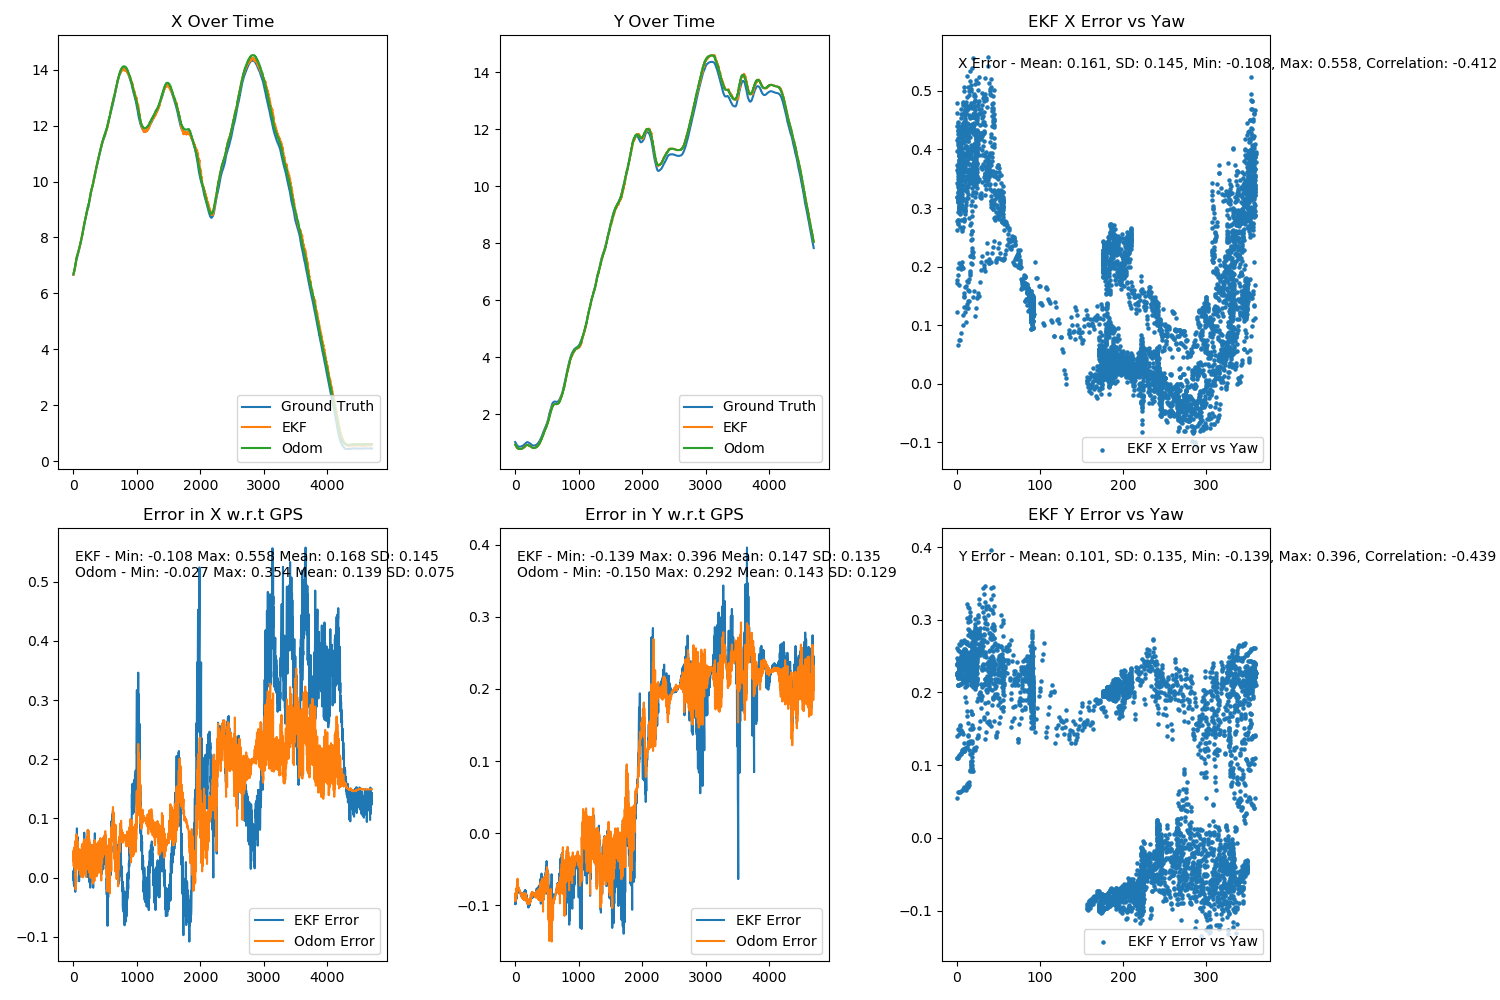 X Over Time
14
12
10
8
6
4
2
0
0 1000 2000 3000 4000
Ground Truth
EKF
Odom
Y Over Time
14
12
10
8
6
4
2
0 1000 2000 3000 4000
Ground Truth
EKF
Odom
EKF X Error vs Yaw
X Error - Mean: 0.161, SD: 0.145, Min: -0.108, Max: 0.558, Correlation: -0.412
0.5
0.4
0.3
0.2
0.1
0.0
−0.1
0 100 200 300
EKF X Error vs Yaw
Error in X w.r.t GPS
EKF - Min: -0.108 Max: 0.558 Mean: 0.168 SD: 0.145
Odom - Min: -0.027 Max: 0.354 Mean: 0.139 SD: 0.075
0.5
0.4
0.3
0.2
0.1
0.0
−0.1
0 1000 2000 3000 4000
EKF Error
Odom Error
Error in Y w.r.t GPS
EKF - Min: -0.139 Max: 0.396 Mean: 0.147 SD: 0.135
Odom - Min: -0.150 Max: 0.292 Mean: 0.143 SD: 0.129
0.4
0.3
0.2
0.1
0.0
−0.1
0 1000 2000 3000 4000
EKF Error
Odom Error
EKF Y Error vs Yaw
Y Error - Mean: 0.101, SD: 0.135, Min: -0.139, Max: 0.396, Correlation: -0.439
0.4
0.3
0.2
0.1
0.0
−0.1
0 100 200 300
EKF Y Error vs Yaw